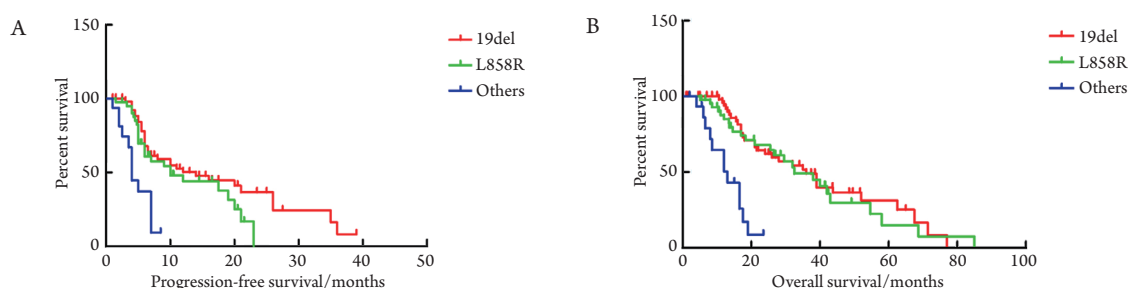 A
150
100
50
0
Percent survival
0 10 20 30 40 50
Progression-free survival/months
19del
L858R
Others
B
150
100
50
0
Percent survival
0 20 40 60 80 100
Overall survival/months
19del
L858R
Others